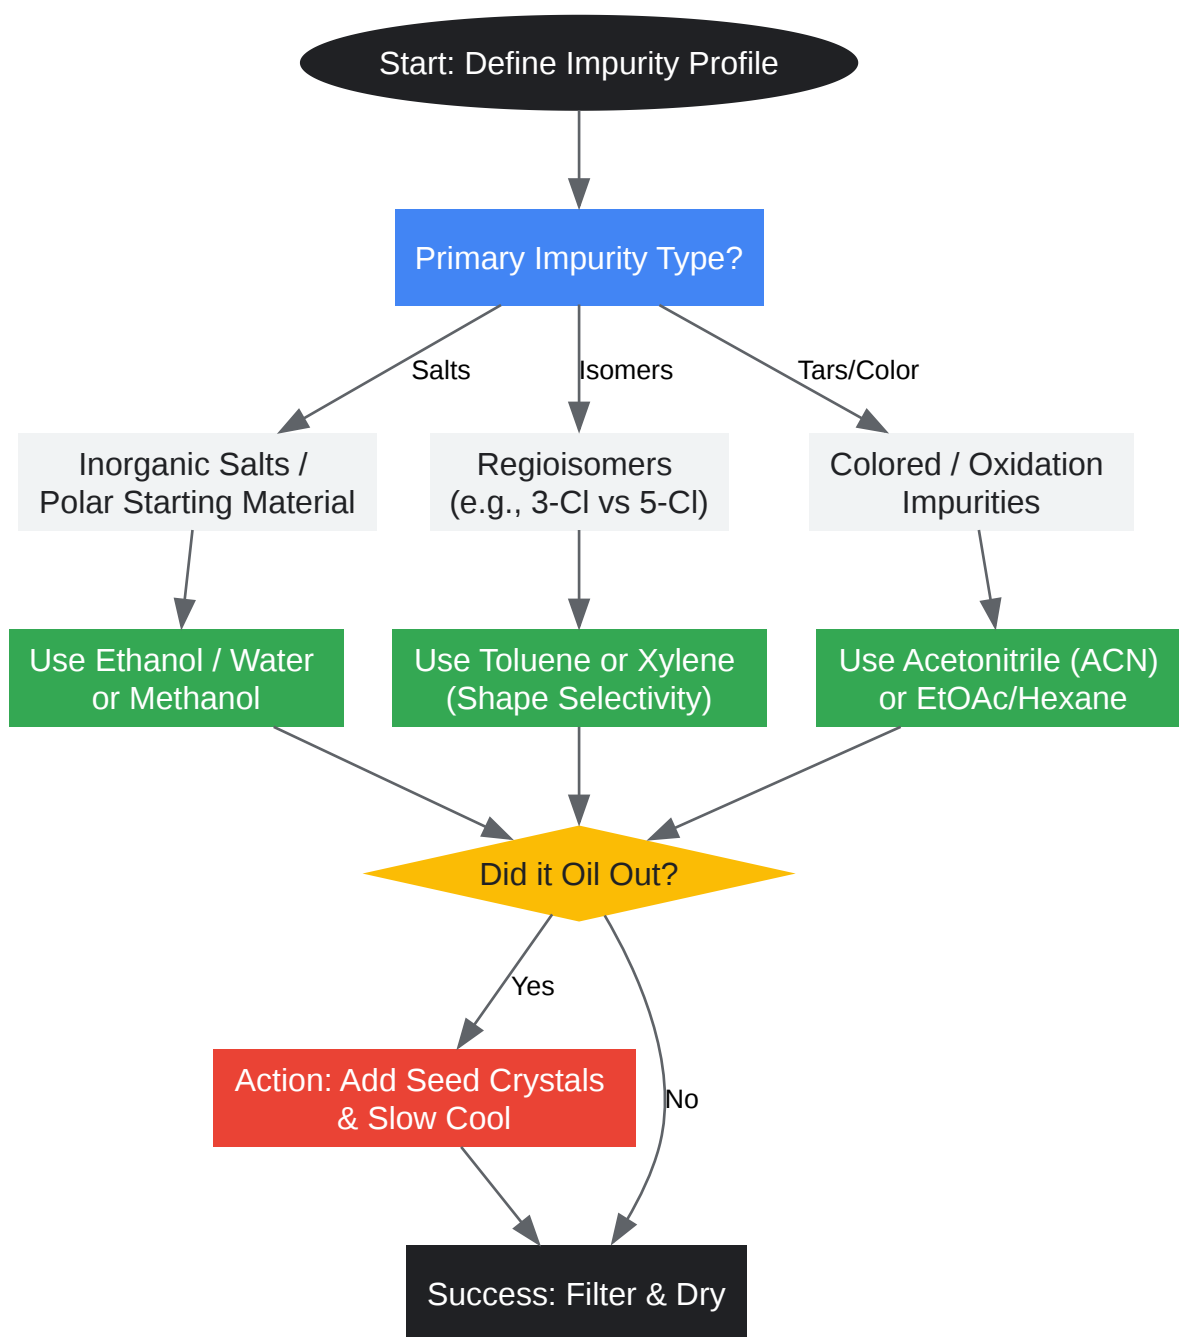 Start: Define Impurity Profile
Primary Impurity Type?
Salts
Isomers
Tars/Color
Inorganic Salts /
Polar Starting Material
Regioisomers
(e.g., 3-Cl vs 5-Cl)
Colored / Oxidation
Impurities
Use Ethanol / Water
or Methanol
Use Toluene or Xylene
(Shape Selectivity)
Use Acetonitrile (ACN)
or EtOAc/Hexane
Did it Oil Out?
Yes
Action: Add Seed Crystals
& Slow Cool
No
Success: Filter & Dry